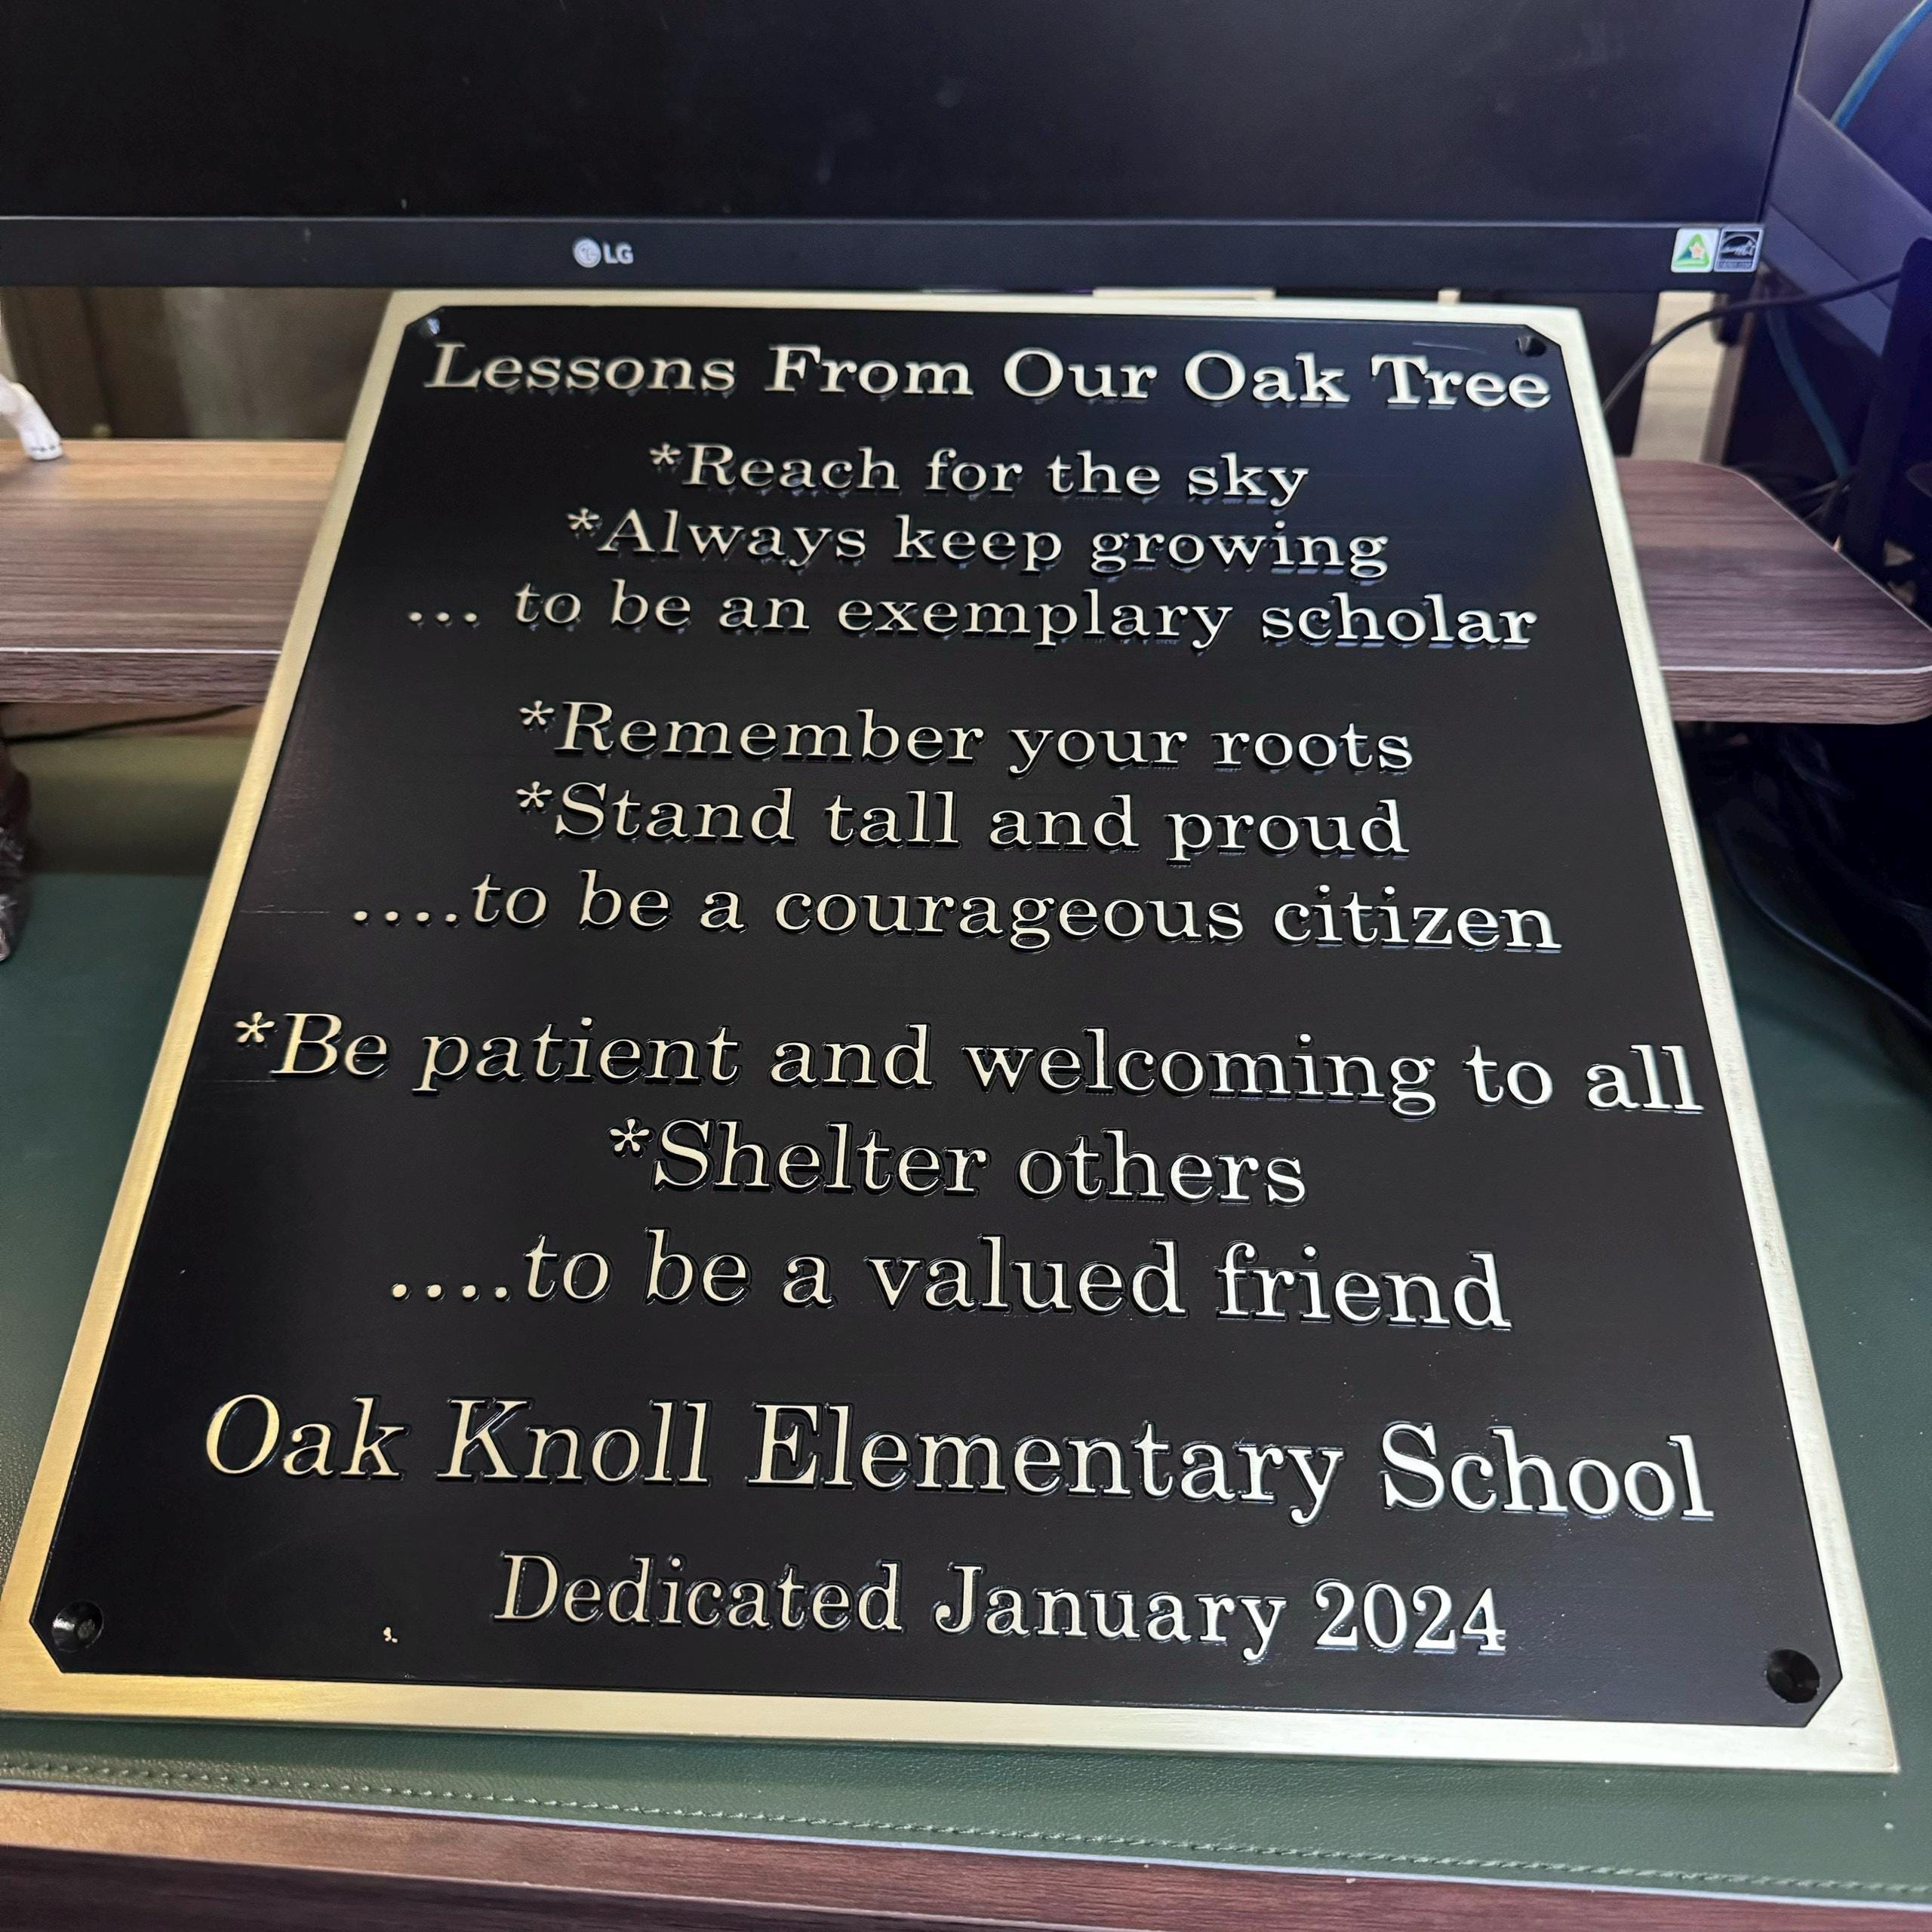 LG
Lessons From Our Oak Tree
*Reach for the sky
*Always keep growing
... to be an exemplary scholar
*Remember your roots
*Stand tall and proud
....to be a courageous citizen
*Be patient and welcoming to all
*Shelter others
....to be a valued friend
Oak Knoll Elementary School
Dedicated January 2024